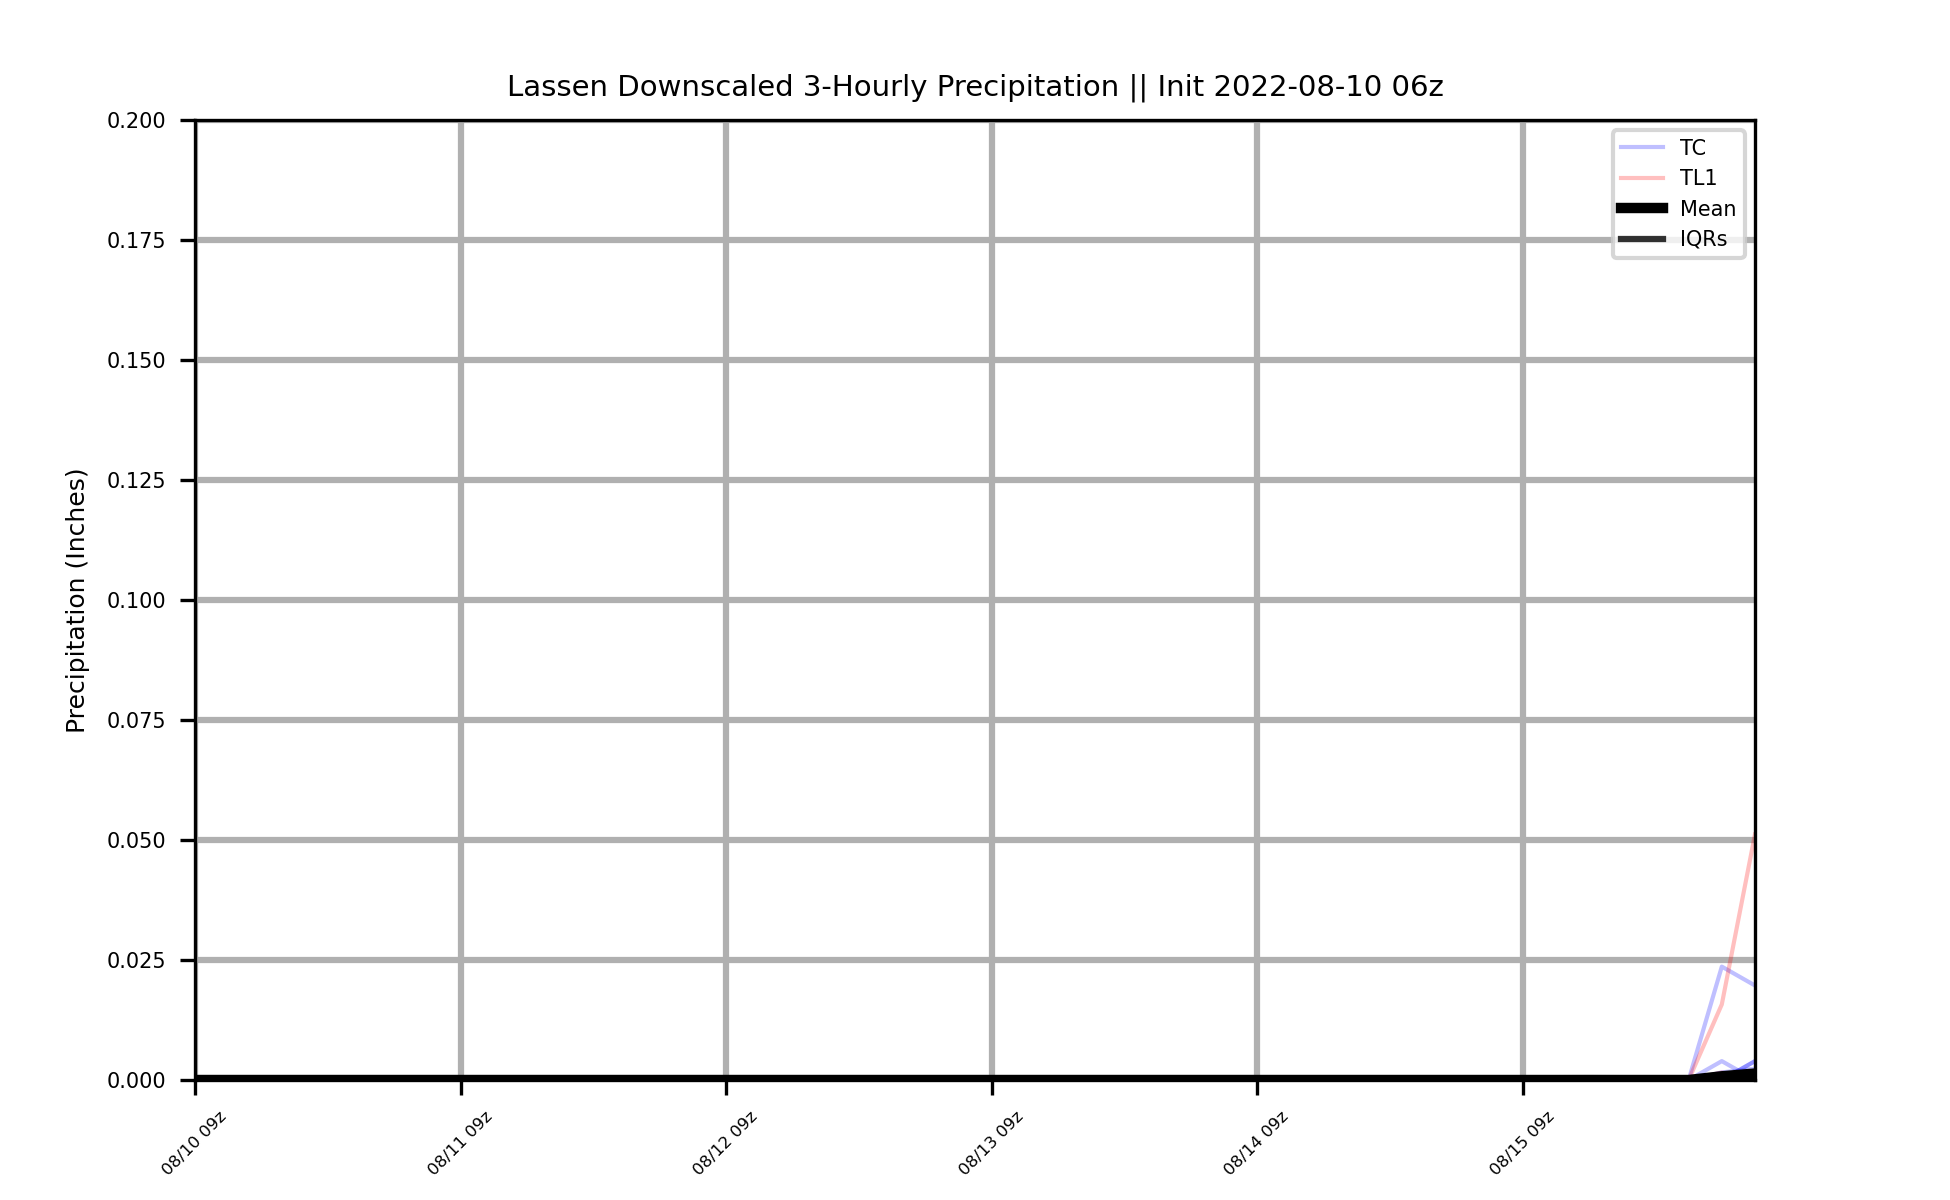 Lassen Downscaled 3-Hourly Precipitation || Init 2022-08-10 06z
TC
TL1
Mean
IQRs
Precipitation (Inches)
0.200
0.175
0.150
0.125
0.100
0.075
0.050
0.025
0.000
08/10 09z
08/11 09z
08/12 09z
08/13 09z
08/14 09z
08/15 09z